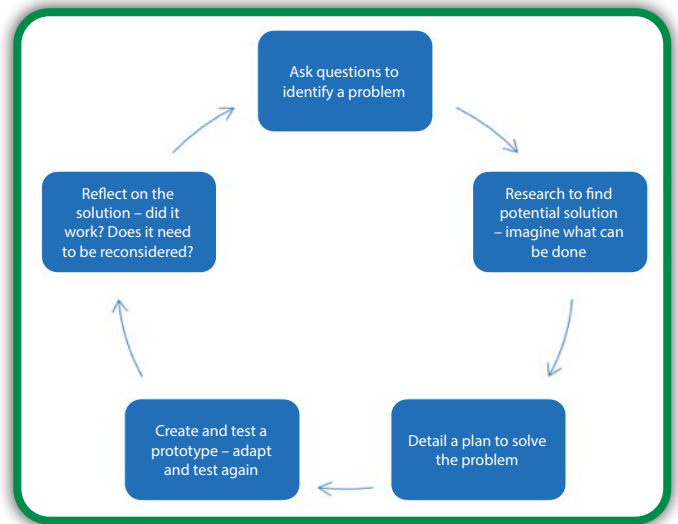 Ask questions to
identify a problem
Research to find
potential solution
– imagine what can
be done
Detail a plan to solve
the problem
Create and test a
prototype – adapt
and test again
Reflect on the
solution – did it
work? Does it need
to be reconsidered?